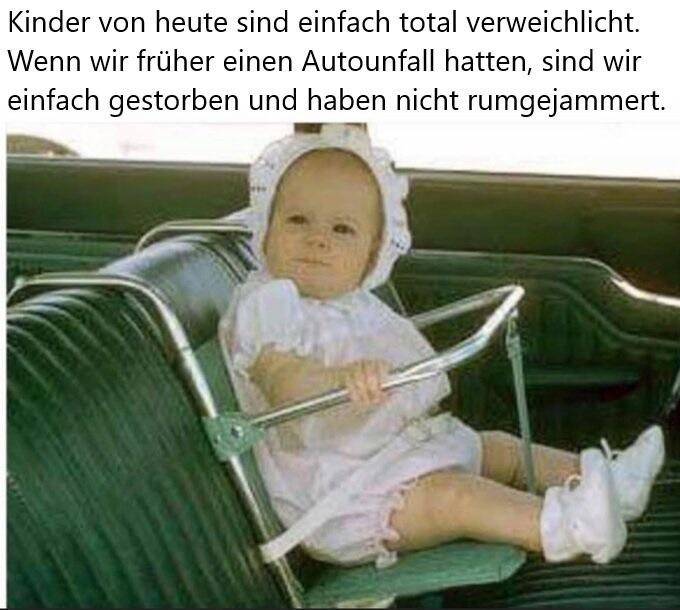 Kinder von heute sind einfach total verweichlicht.
Wenn wir früher einen Autounfall hatten, sind wir
einfach gestorben und haben nicht rumgejammert.